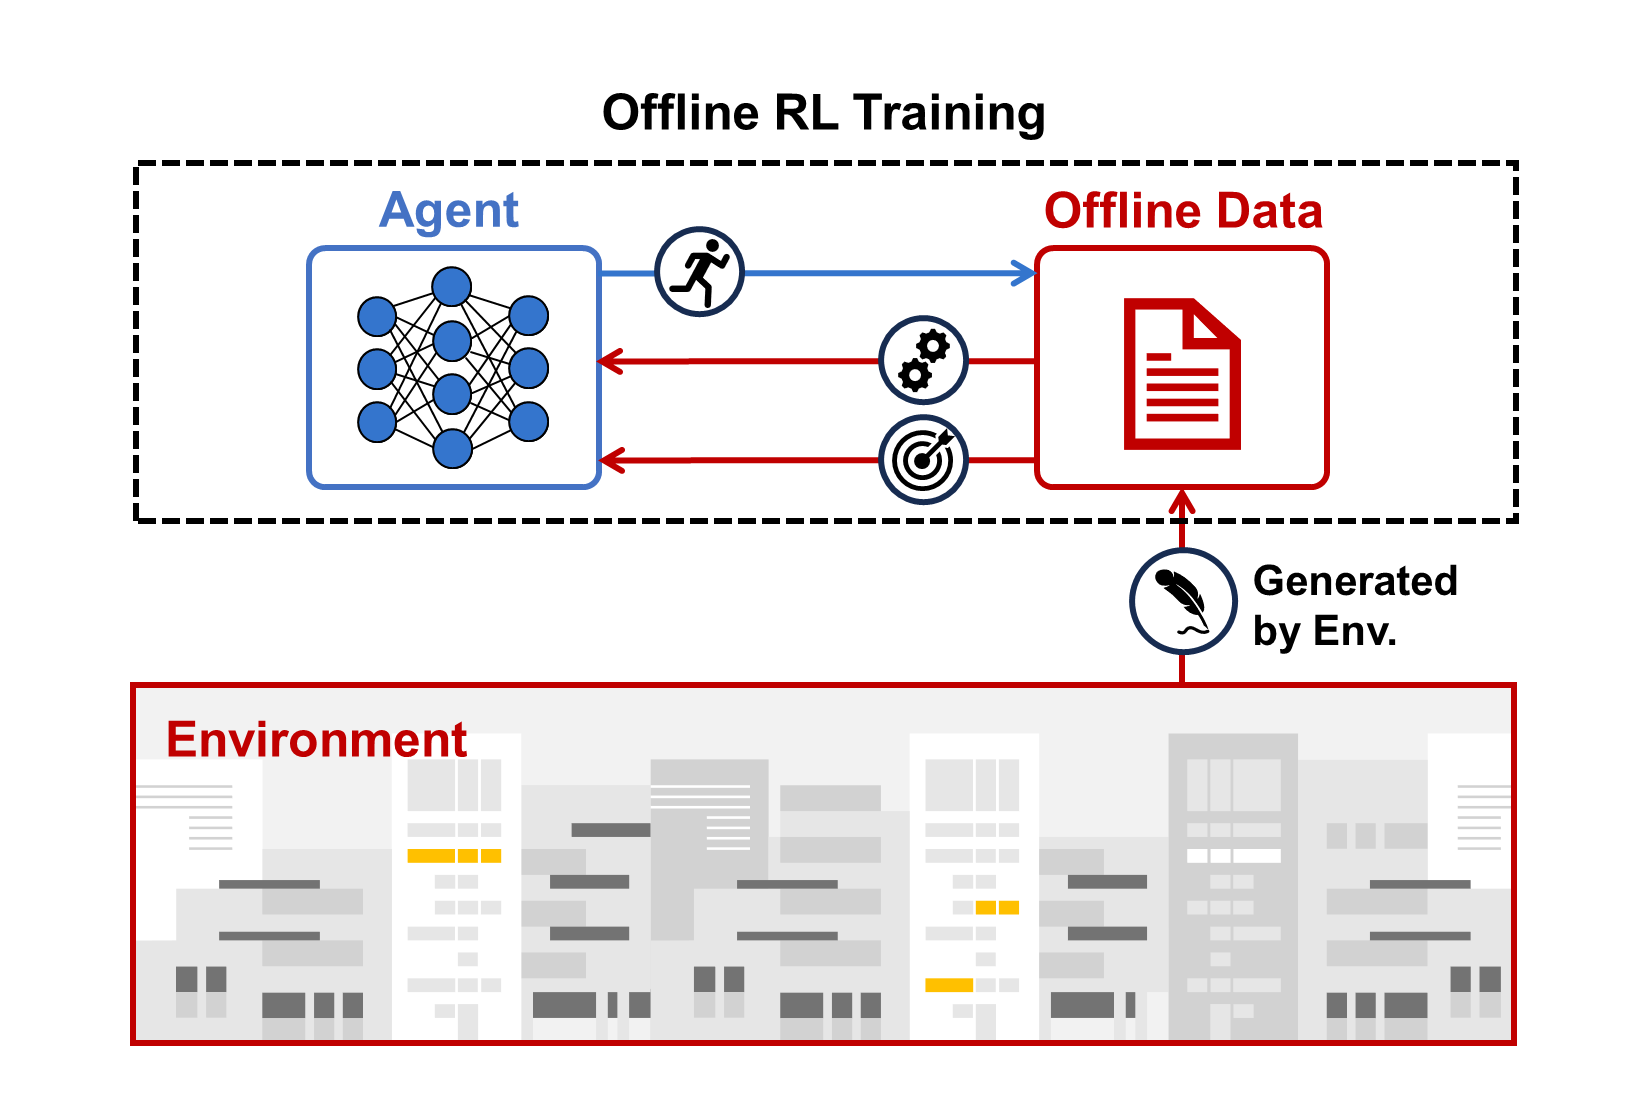 Offline RL Training
Agent
Offline Data
Generated
by Env.
Environment